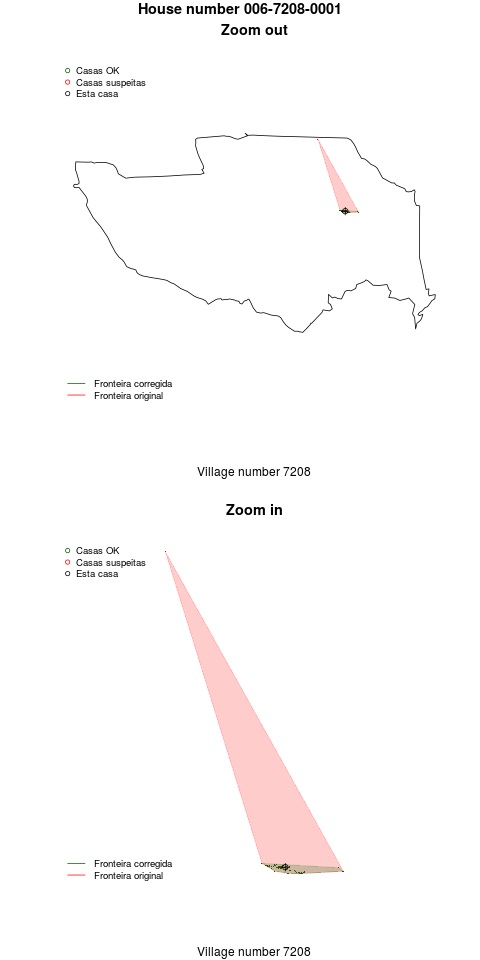 House number 006-7208-0001
Zoom out
Casas OK
Casas suspeitas
Esta casa
Fronteira corregida
Fronteira original
Village number 7208
Zoom in
Casas OK
Casas suspeitas
Esta casa
Fronteira corregida
Fronteira original
Village number 7208